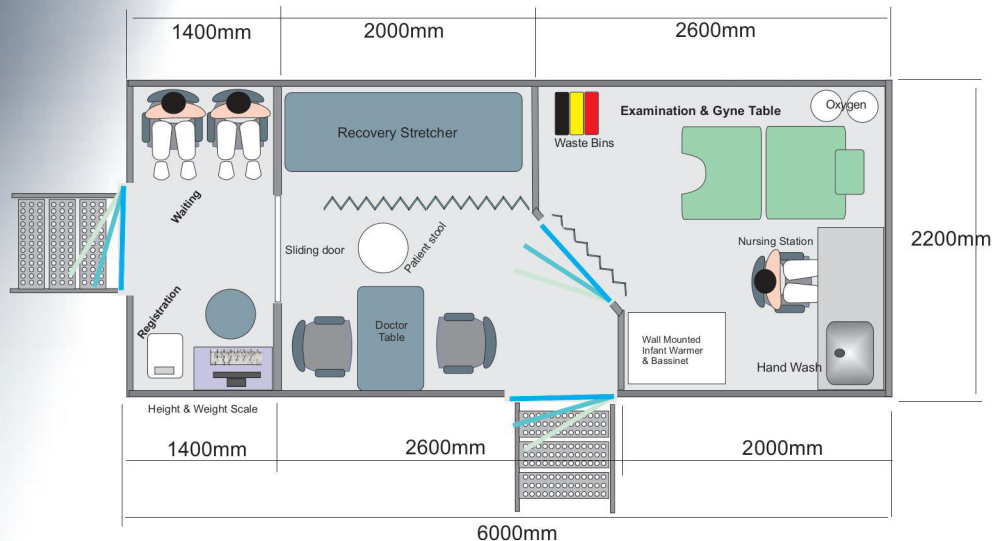 1400mm
2000mm
2600mm
Recovery Stretcher
Waste Bins
Examination & Gyne Table
Oxygen
Waiting
Sliding door
Patient stool
Nursing Station
2200mm
Registration
Doctor
Table
Wall Mounted
Infant Warmer
& Bassinet
Hand Wash
Height & Weight Scale
1400mm
2600mm
2000mm
6000mm